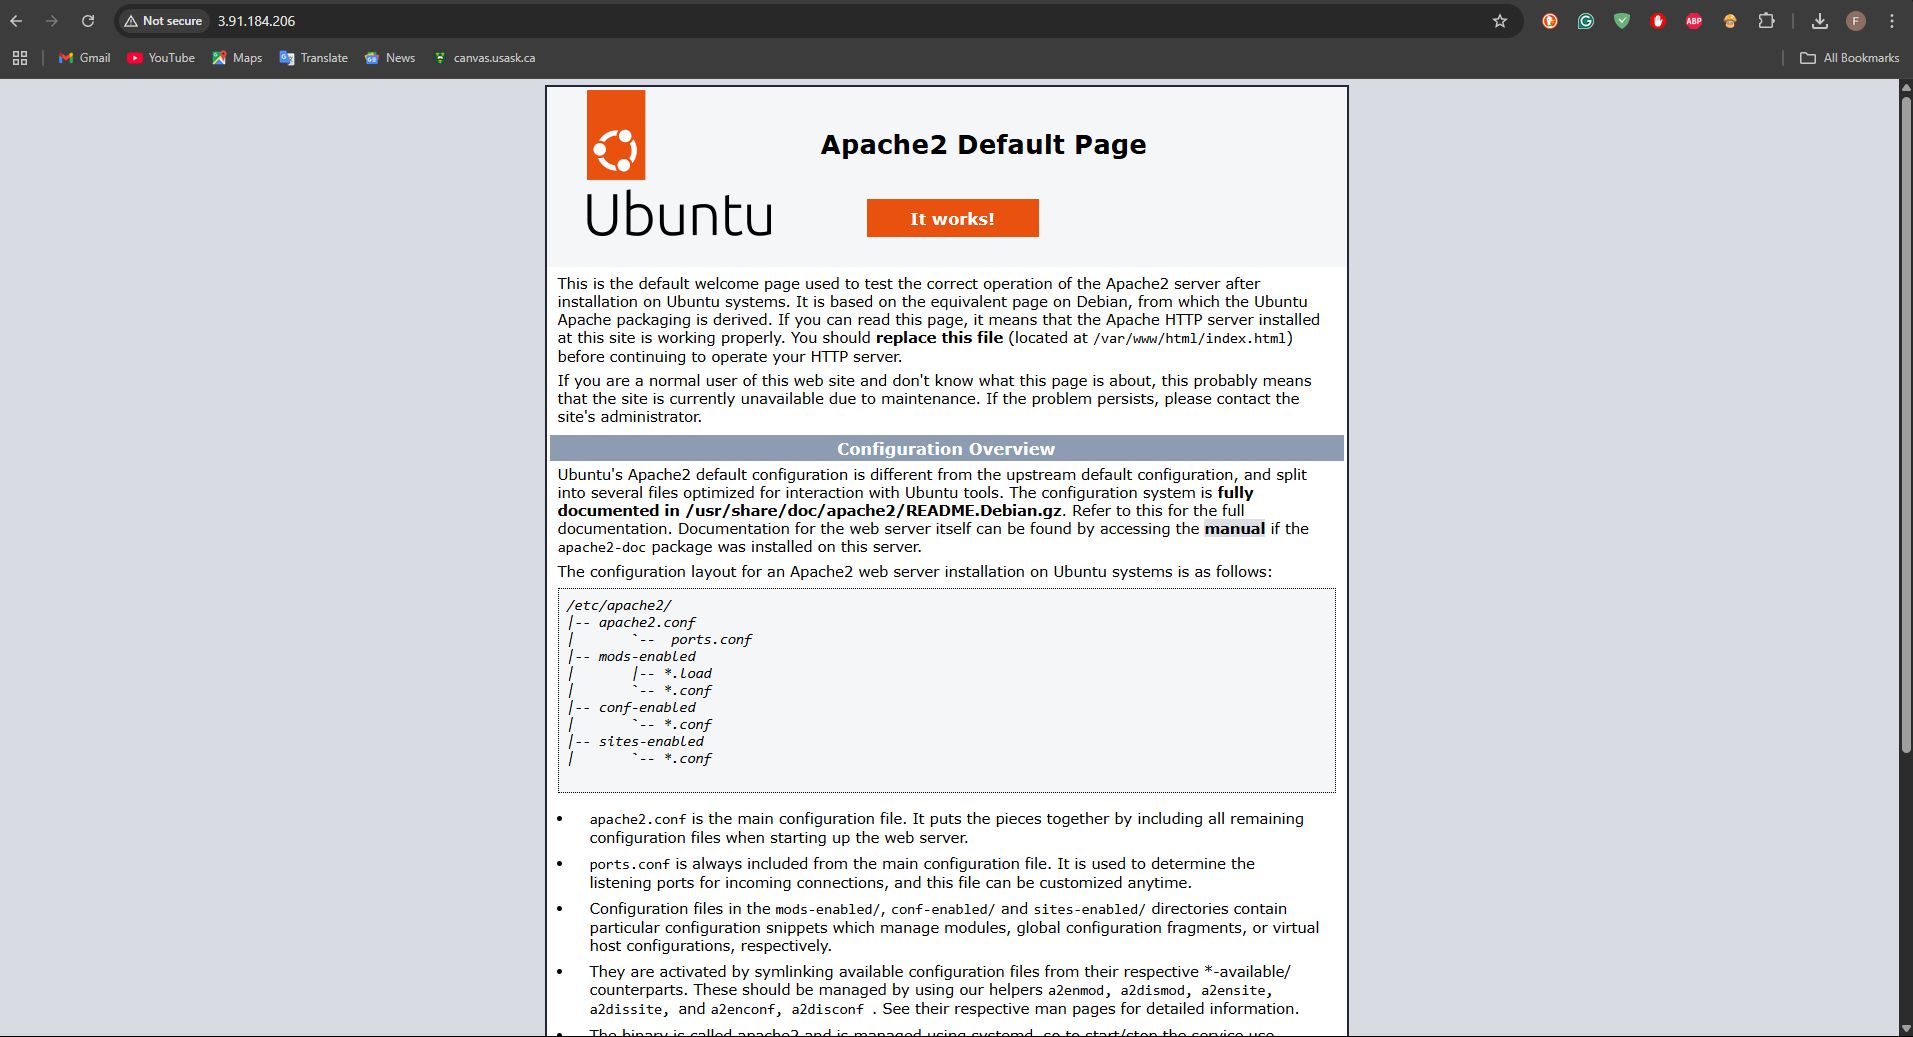 Not secure 3.91.184.206
ABP
F
Gmail YouTube Maps Translate News canvas.usask.ca All Bookmarks
Apache2 Default Page
Ubuntu
It works!
This is the default welcome page used to test the correct operation of the Apache2 server after
installation on Ubuntu systems. It is based on the equivalent page on Debian, from which the Ubuntu
Apache packaging is derived. If you can read this page, it means that the Apache HTTP server installed
at this site is working properly. You should replace this file (located at /var/www/html/index.html)
before continuing to operate your HTTP server.
If you are a normal user of this web site and don't know what this page is about, this probably means
that the site is currently unavailable due to maintenance. If the problem persists, please contact the
site's administrator.
Configuration Overview
Ubuntu's Apache2 default configuration is different from the upstream default configuration, and split
into several files optimized for interaction with Ubuntu tools. The configuration system is fully
documented in /usr/share/doc/apache2/README.Debian.gz. Refer to this for the full
documentation. Documentation for the web server itself can be found by accessing the manual if the
apache2-doc package was installed on this server.
The configuration layout for an Apache2 web server installation on Ubuntu systems is as follows:
/etc/apache2/
|-- apache2.conf
|       `--  ports.conf
|-- mods-enabled
|       |-- *.load
|       `-- *.conf
|-- conf-enabled
|       `-- *.conf
|-- sites-enabled
|       `-- *.conf
• apache2.conf is the main configuration file. It puts the pieces together by including all remaining
configuration files when starting up the web server.
• ports.conf is always included from the main configuration file. It is used to determine the
listening ports for incoming connections, and this file can be customized anytime.
• Configuration files in the mods-enabled/, conf-enabled/ and sites-enabled/ directories contain
particular configuration snippets which manage modules, global configuration fragments, or virtual
host configurations, respectively.
• They are activated by symlinking available configuration files from their respective *-available/
counterparts. These should be managed by using our helpers a2enmod, a2dismod, a2ensite,
a2dissite, and a2enconf, a2disconf . See their respective man pages for detailed information.
• The binary is called apache2 and is managed using systemd, so to start/stop the service use